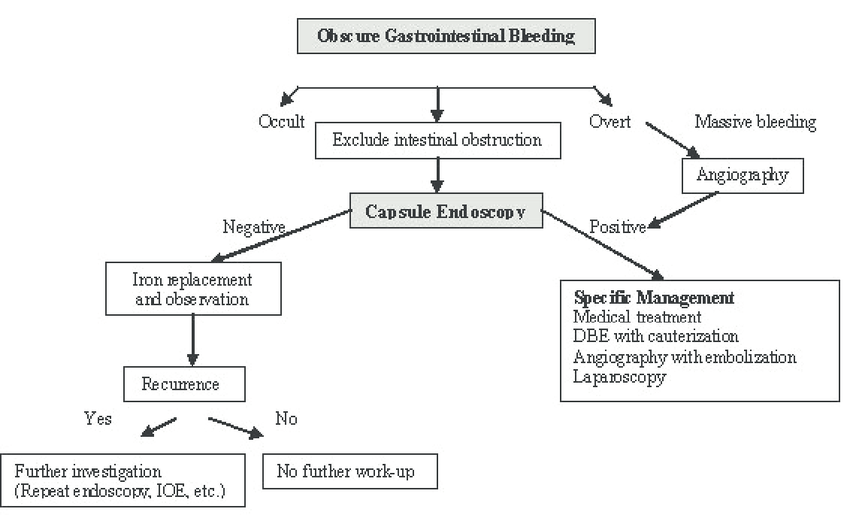 Obscure Gastrointestinal Bleeding
Occult
Overt
Massive bleeding
Exclude intestinal obstruction
Angiography
Capsule Endoscopy
Negative
Positive
Iron replacement
and observation
Specific Management
Medical treatment
DBE with cauterization
Angiography with embolization
Laparoscopy
Recurrence
Yes
No
Further investigation
(Repeat endoscopy, IOE, etc.)
No further work-up